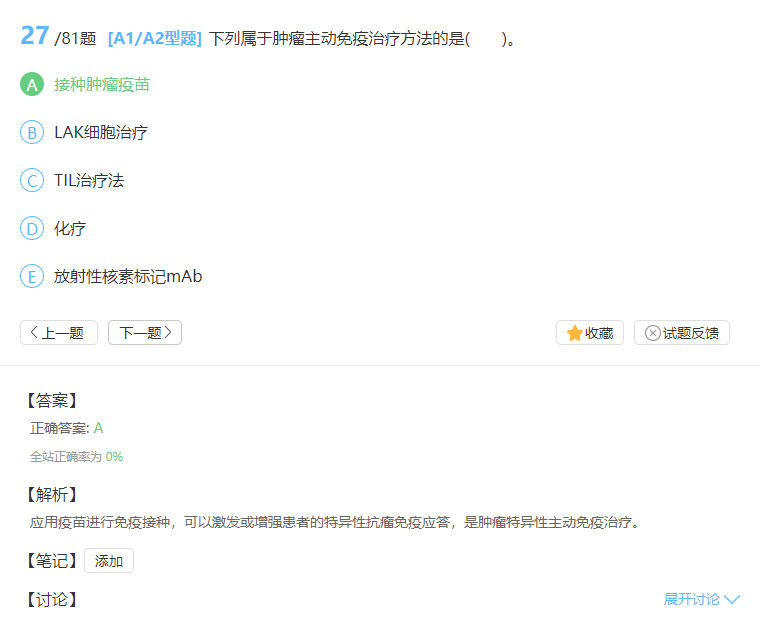 27 /81题 [A1/A2型题] 下列属于肿瘤主动免疫治疗方法的是(  )。
A 接种肿瘤疫苗
B LAK细胞治疗
C TIL治疗法
D 化疗
E 放射性核素标记mAb
上一题 下一题 收藏 试题反馈
【答案】
正确答案: A
全站正确率为 0%
【解析】
应用疫苗进行免疫接种，可以激发或增强患者的特异性抗瘤免疫应答，是肿瘤特异性主动免疫治疗。
【笔记】 添加
【讨论】 展开讨论